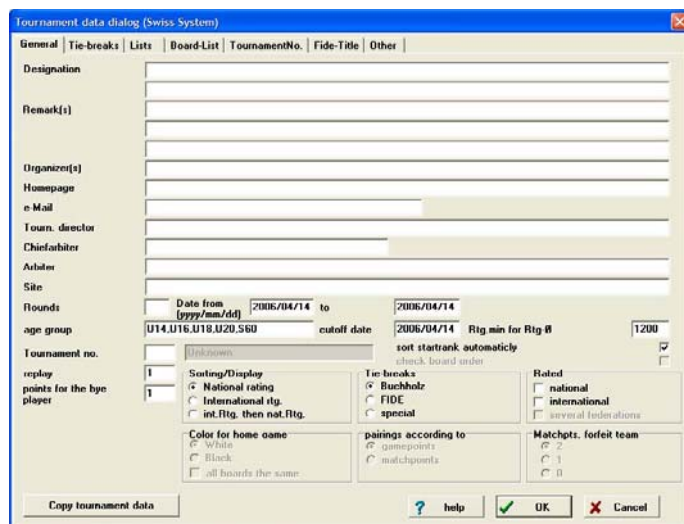 Tournament data dialog (Swiss System)
General Tie-breaks Lists Board-List TournamentNo. Fide-Title Other
Designation
Remark(s)
Organizer(s)
Homepage
e-Mail
Tourn. director
Chiefarbiter
Arbiter
Site
Rounds Date from (yyyy/mm/dd) 2006/04/14 to 2006/04/14
age group U14,U16,U18,U20,S60 cutoff date 2006/04/14 Rtg.min for Rtg-Ø 1200
Tournament no. Unknown sort startrank automaticly
check board order
replay 1 Sorting/Display Tie-breaks Rated
points for the bye player 1 National rating Buchholz national
International rtg. FIDE international
int.Rtg. then nat.Rtg. special several federations
Color for home game pairings according to Matchpts. forfeit team
White gamepoints 2
Black matchpoints 1
all boards the same 0
Copy tournament data ? help OK Cancel